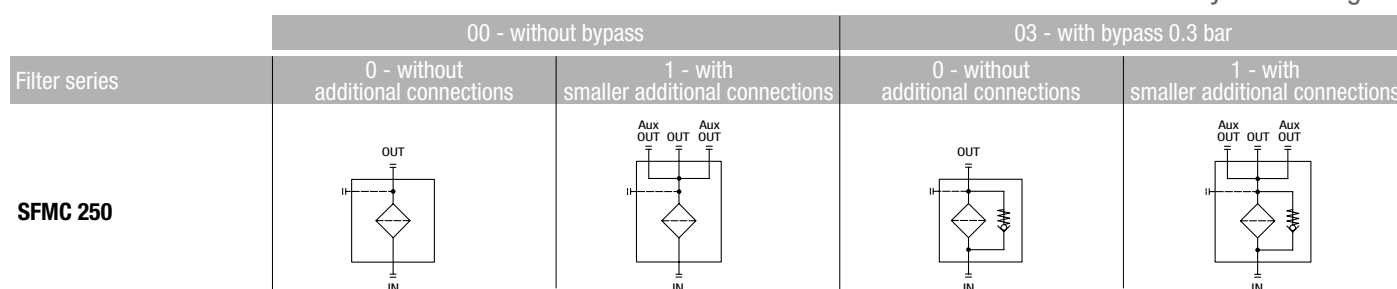 00 - without bypass 03 - with bypass 0.3 bar
Filter series 0 - without additional connections 1 - with smaller additional connections 0 - without additional connections 1 - with smaller additional connections
Aux OUT OUT Aux OUT
Aux OUT OUT Aux OUT
OUT
OUT
SFMC 250
IN IN IN IN